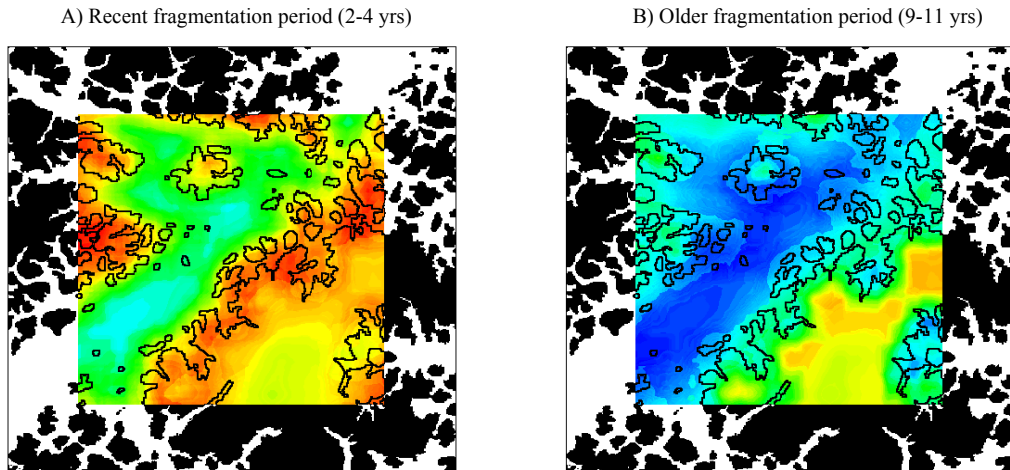 A) Recent fragmentation period (2-4 yrs)
B) Older fragmentation period (9-11 yrs)